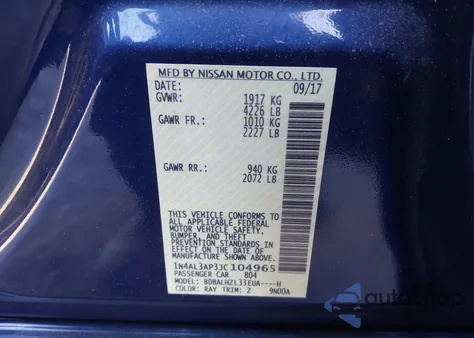 MFD BY NISSAN MOTOR CO., LTD.
DATE: 09/17
GVWR: 1917 KG
4226 LB
GAWR FR.: 1010 KG
2227 LB
GAWR RR.: 940 KG
2072 LB
THIS VEHICLE CONFORMS TO
ALL APPLICABLE FEDERAL
MOTOR VEHICLE SAFETY,
BUMPER, AND THEFT
PREVENTION STANDARDS IN
EFFECT ON THE DATE OF
MANUFACTURE SHOWN ABOVE.
1N4AL3AP3JC104965
PASSENGER CAR 804
MODEL: BDBALHZL33EUA----H
COLOR: RAY TRIM: Z 9N00A
autoastat